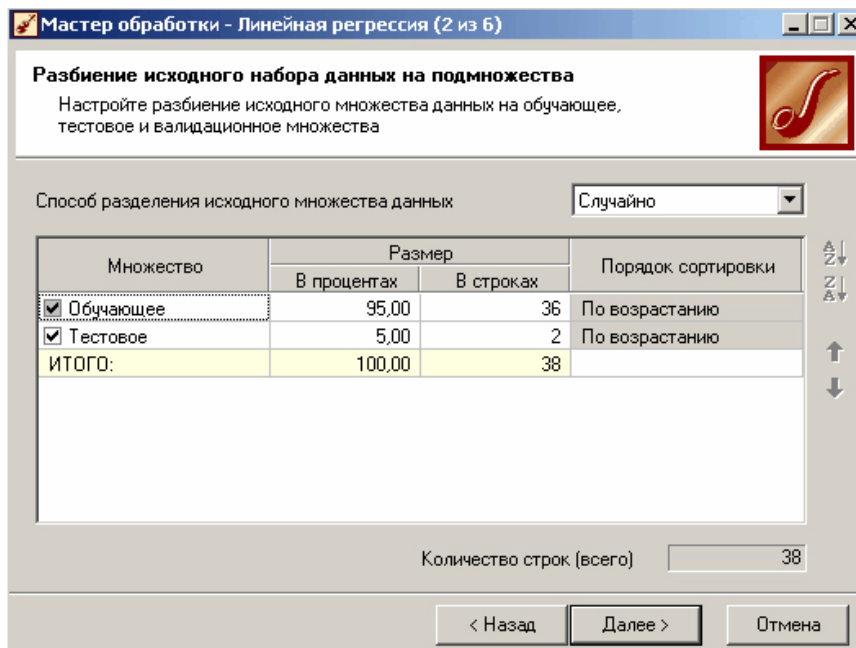 Мастер обработки - Линейная регрессия (2 из 6)
Разбиение исходного набора данных на подмножества
Настройте разбиение исходного множества данных на обучающее,
тестовое и валидационное множества
Способ разделения исходного множества данных Случайно
Множество Размер Порядок сортировки
В процентах В строках
Обучающее 95,00 36 По возрастанию
Тестовое 5,00 2 По возрастанию
ИТОГО: 100,00 38
Количество строк (всего) 38
< Назад Далее > Отмена